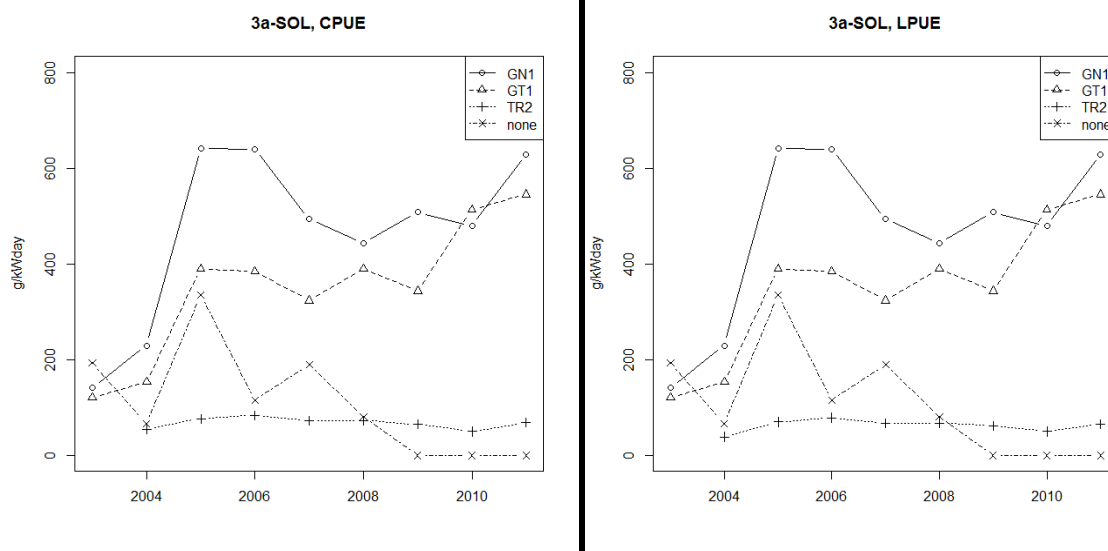 3a-SOL, CPUE
g/kWday
800
600
400
200
0
2004 2006 2008 2010
GN1
GT1
TR2
none
3a-SOL, LPUE
g/kWday
800
600
400
200
0
2004 2006 2008 2010
GN1
GT1
TR2
none